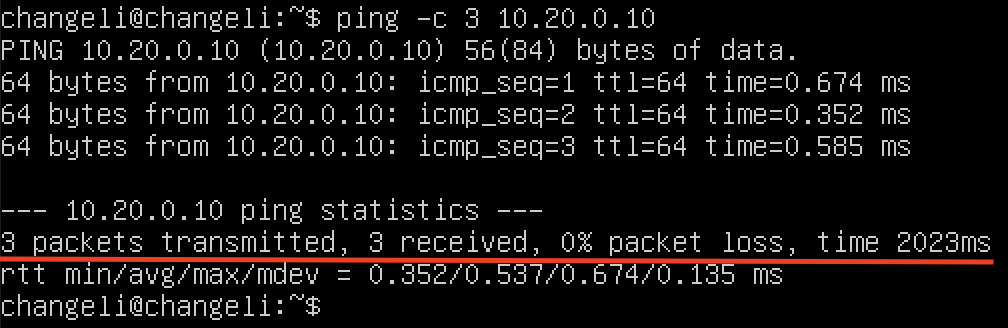 changeli@changeli:~$ ping -c 3 10.20.0.10
PING 10.20.0.10 (10.20.0.10) 56(84) bytes of data.
64 bytes from 10.20.0.10: icmp_seq=1 ttl=64 time=0.674 ms
64 bytes from 10.20.0.10: icmp_seq=2 ttl=64 time=0.352 ms
64 bytes from 10.20.0.10: icmp_seq=3 ttl=64 time=0.585 ms
--- 10.20.0.10 ping statistics ---
3 packets transmitted, 3 received, 0% packet loss, time 2023ms
rtt min/avg/max/mdev = 0.352/0.537/0.674/0.135 ms
changeli@changeli:~$